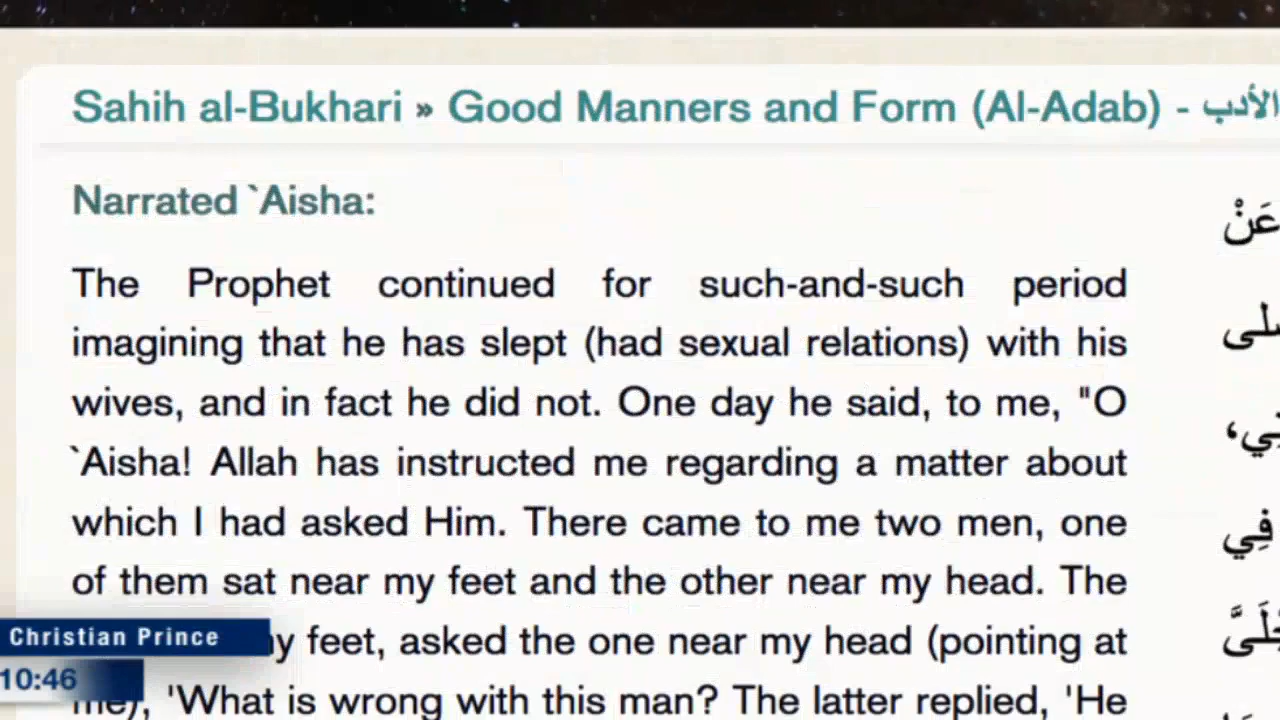 Sahih al-Bukhari » Good Manners and Form (Al-Adab) - الأدب
Narrated `Aisha:
The Prophet continued for such-and-such period
imagining that he has slept (had sexual relations) with his
wives, and in fact he did not. One day he said, to me, "O
`Aisha! Allah has instructed me regarding a matter about
which I had asked Him. There came to me two men, one
of them sat near my feet and the other near my head. The
feet, asked the one near my head (pointing at
me), 'What is wrong with this man? The latter replied, 'He
عَنْ
فِي
Christian Prince
10:46